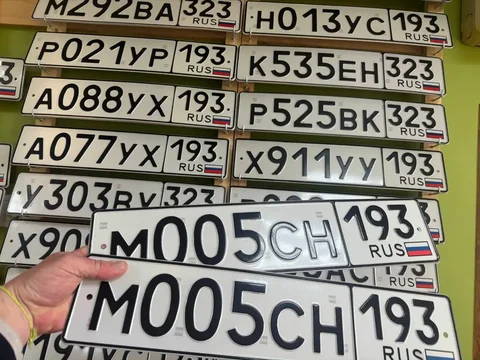 М292ВА 323 RUS
Н013УС 193 RUS
Р021УР 193 RUS
К535ЕН 323 RUS
А088УХ 193 RUS
Р525ВК 323 RUS
А077УХ 193 RUS
Х911УУ 193 RUS
У303ВУ 323
М005СН 193 RUS
М005СН 193 RUS